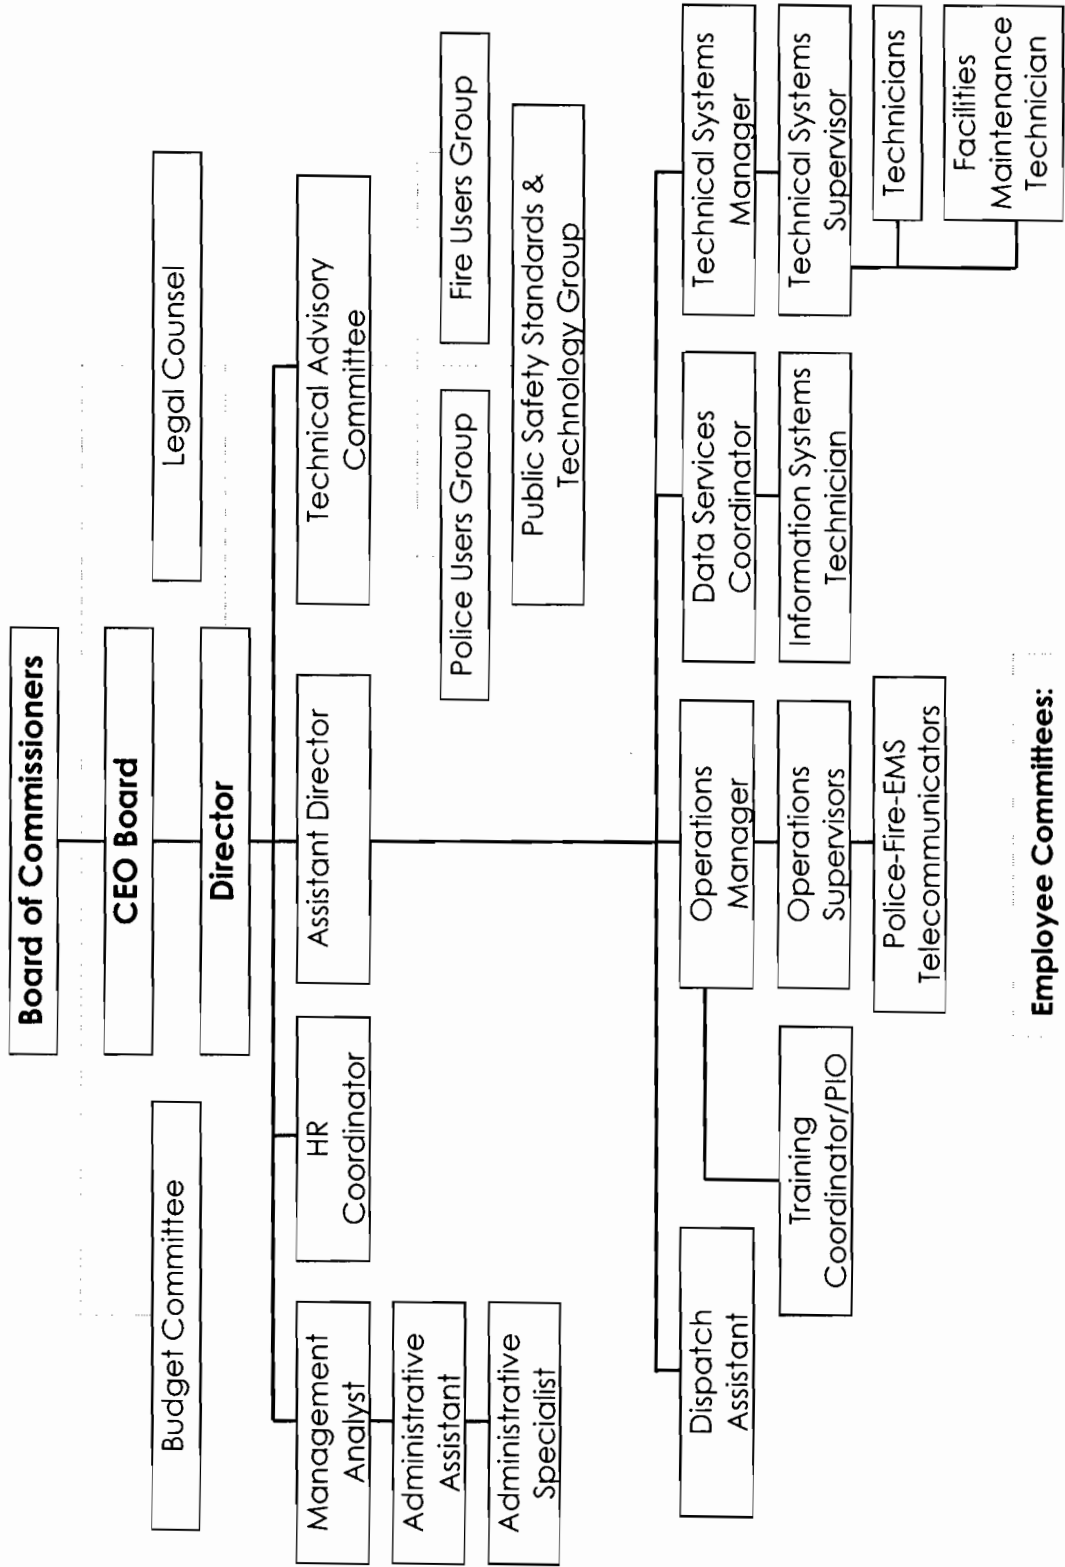 Board of Commissioners
CEO Board
Budget Committee
Legal Counsel
Director
Management
Analyst
HR
Coordinator
Assistant Director
Technical Advisory
Committee
Administrative
Assistant
Administrative
Specialist
Police Users Group
Fire Users Group
Public Safety Standards &
Technology Group
Dispatch
Assistant
Operations
Manager
Data Services
Coordinator
Technical Systems
Manager
Training
Coordinator/PIO
Operations
Supervisors
Information Systems
Technician
Technical Systems
Supervisor
Police-Fire-EMS
Telecommunicators
Technicians
Facilities
Maintenance
Technician
Employee Committees: